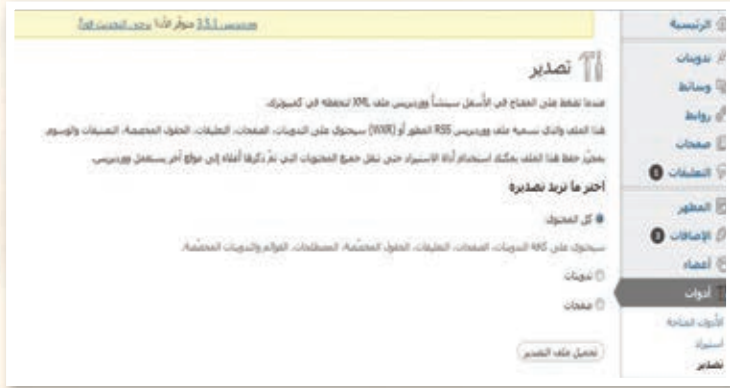 ووردبريس 3.5.1 متوفّر الآن! يرجى التحديث فوراً.
تصدير
عندما تضغط على المفتاح في الأسفل سينشأ ووردبريس ملف XML لتحفظه في كمبيوترك.
هذا الملف والذي نسميه ملف ووردبريس RSS المطور أو (WXR) سيحتوي على التدوينات، الصفحات، التعليقات، الحقول المخصصة، التصنيفات والوسوم.
بمجرّد حفظ هذا الملف يمكنك استخدام أداة الاستيراد حتى تنقل جميع المحتويات التي تمّ ذكرها أعلاه إلى موقع آخر يستعمل ووردبريس.
اختر ما تريد تصديره
كل المحتوى
سيحتوي على كافة التدوينات، الصفحات، التعليقات، الحقول المخصّصة، المصطلحات، القوائم والتدوينات المخصّصة.
تدوينات
صفحات
تحميل ملف التصدير
الرئيسية
تدوينات
وسائط
روابط
صفحات
التعليقات
المظهر
الإضافات
أعضاء
أدوات
الأدوات المتاحة
استيراد
تصدير